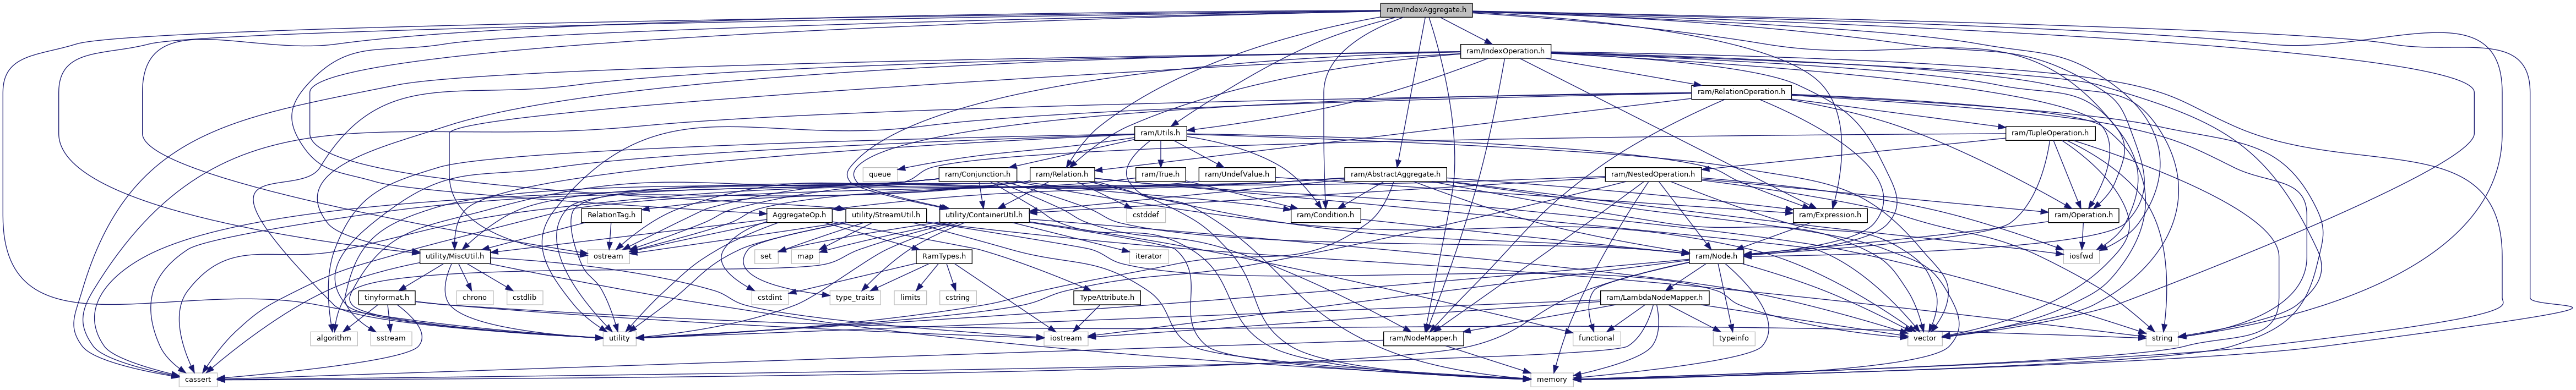 ram/IndexAggregate.h
ram/IndexOperation.h
ram/RelationOperation.h
ram/Utils.h
ram/TupleOperation.h
queue
ram/Conjunction.h
ram/Relation.h
ram/True.h
ram/UndefValue.h
ram/AbstractAggregate.h
ram/NestedOperation.h
RelationTag.h
AggregateOp.h
utility/StreamUtil.h
utility/ContainerUtil.h
cstddef
ram/Condition.h
ram/Expression.h
ram/Operation.h
utility/MiscUtil.h
ostream
set
map
RamTypes.h
iterator
ram/Node.h
iosfwd
tinyformat.h
chrono
cstdlib
cstdint
type_traits
limits
cstring
TypeAttribute.h
ram/LambdaNodeMapper.h
algorithm
sstream
utility
iostream
ram/NodeMapper.h
functional
typeinfo
vector
string
cassert
memory